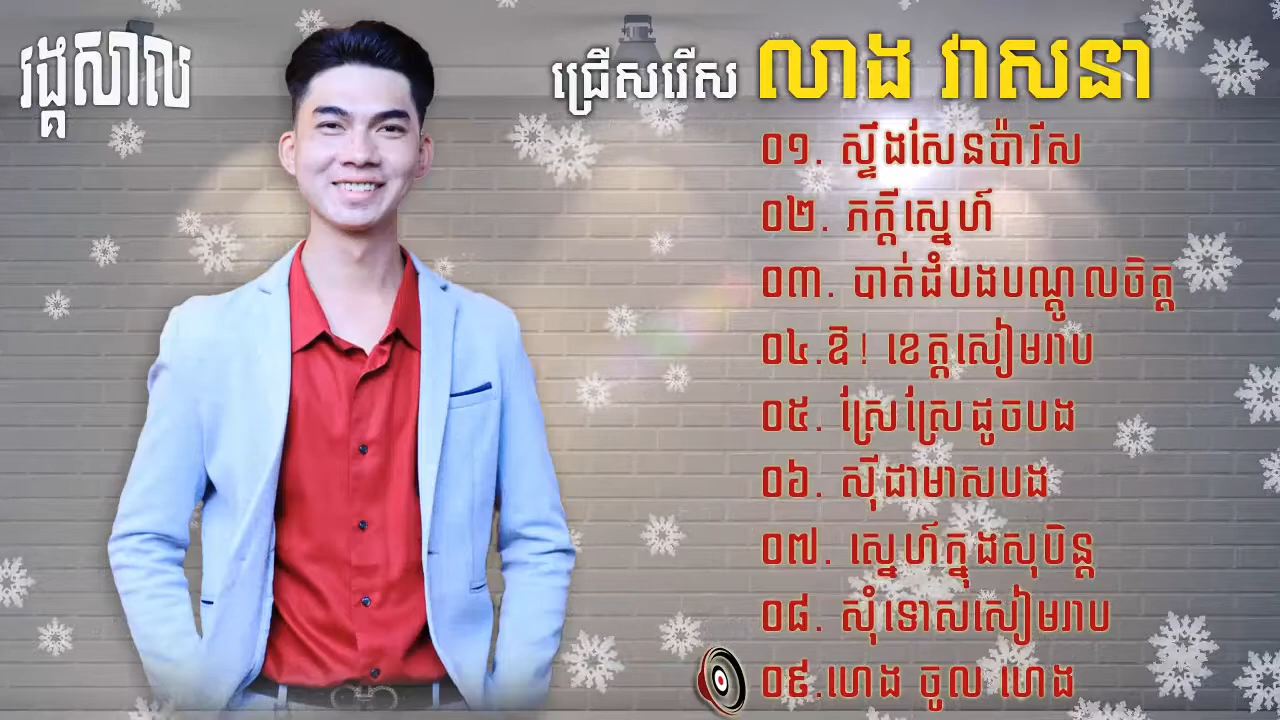 រង្គសាល
ជ្រើសរើស លាង វាសនា
០១. ស្ទឹងសែនប៉ារីស
០២. ភក្តីស្នេហ៍
០៣. បាត់ដំបងបណ្តូលចិត្ត
០៤.ឱ! ខេត្តសៀមរាប
០៥. ស្រែស្រែដូចបង
០៦. ស៊ីដាមាសបង
០៧. ស្នេហ៍ក្នុងសុបិន្ត
០៨. សុំទោសសៀមរាប
០៩.ហេង ចូល ហេង